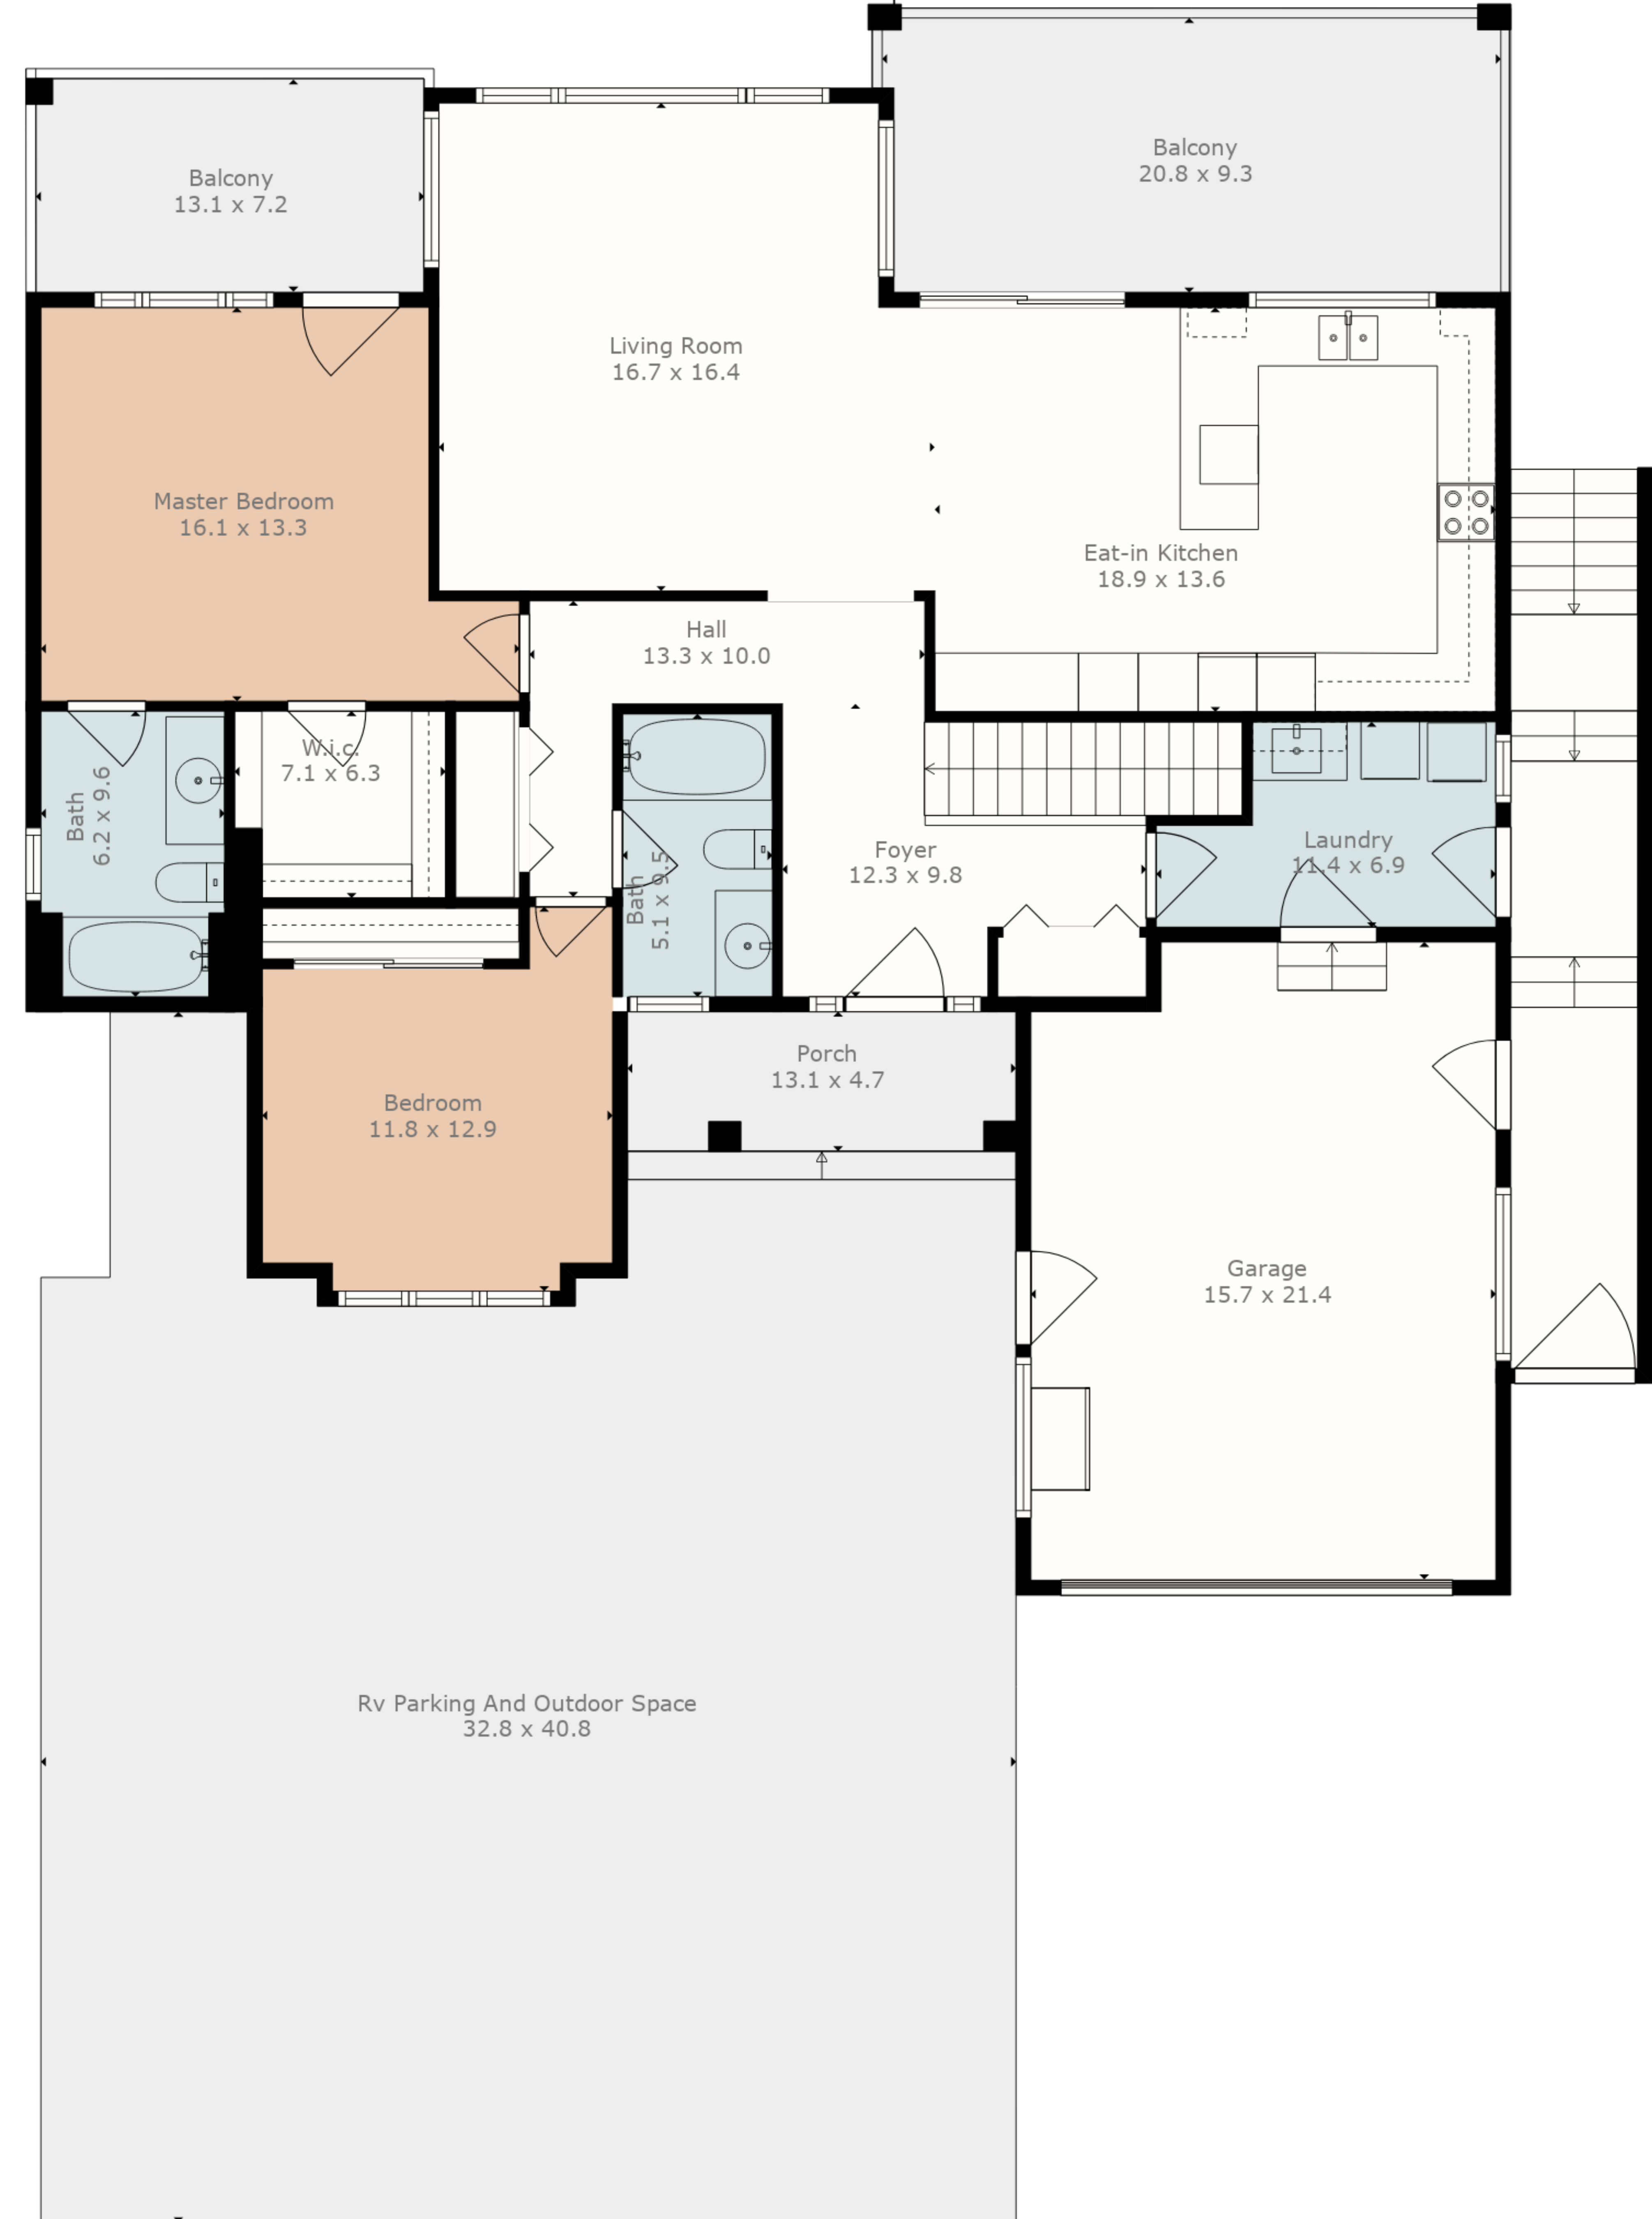 Balcony
20.8 x 9.3
Balcony
13.1 x 7.2
Living Room
16.7 x 16.4
Master Bedroom
16.1 x 13.3
Eat-in Kitchen
18.9 x 13.6
Hall
13.3 x 10.0
W.i.c.
7.1 x 6.3
Bath
6.2 x 9.6
Bath
5.1 x 9.5
Foyer
12.3 x 9.8
Laundry
11.4 x 6.9
Porch
13.1 x 4.7
Bedroom
11.8 x 12.9
Garage
15.7 x 21.4
Rv Parking And Outdoor Space
32.8 x 40.8